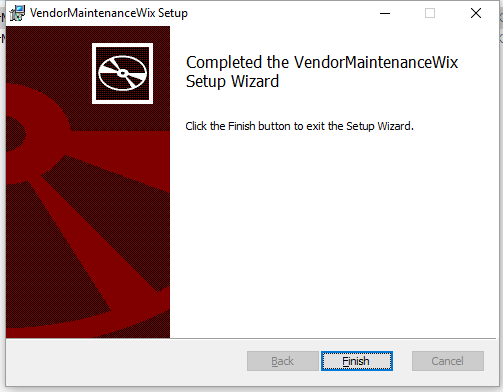 VendorMaintenanceWix Setup
Completed the VendorMaintenanceWix
Setup Wizard
Click the Finish button to exit the Setup Wizard.
Back
Finish
Cancel